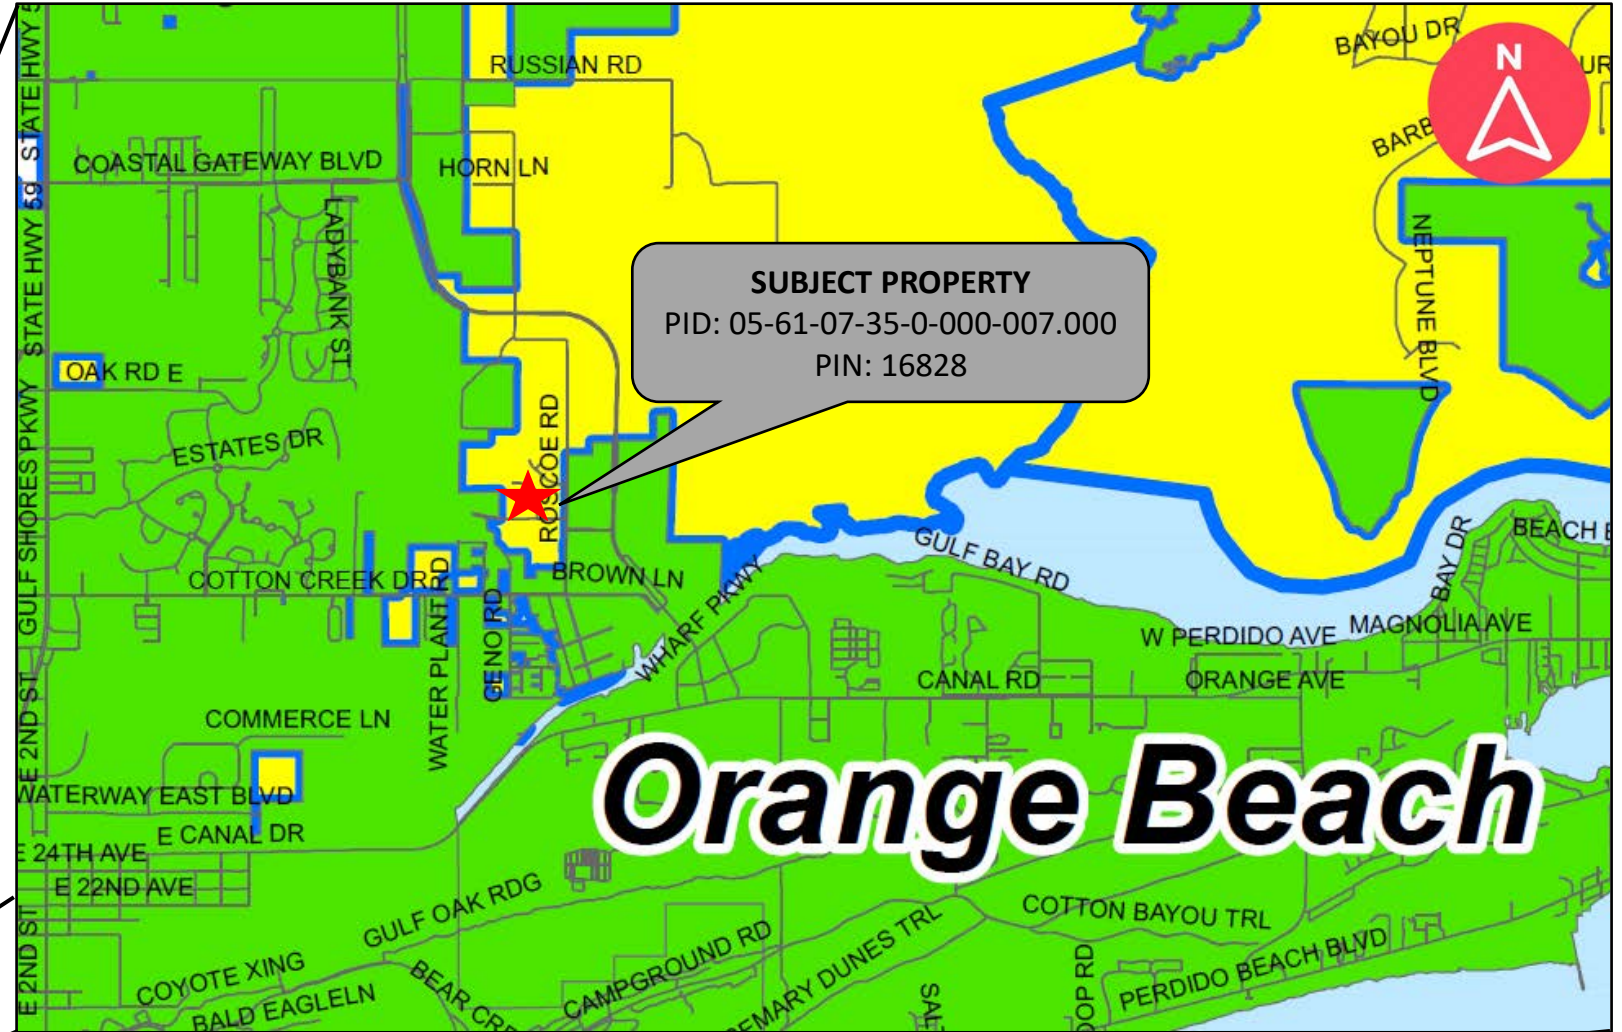 BAYOU DR
N
RUSSIAN RD
STATE HWY 59
COASTAL GATEWAY BLVD
HORN LN
LADYBANK ST
NEPTUNE BLVD
SUBJECT PROPERTY
PID: 05-61-07-35-0-000-007.000
PIN: 16828
STATE HWY 59
GULF SHORES PKWY
OAK RD E
ESTATES DR
ROSCOE RD
GULF BAY RD
BAY DR
BEACH
COTTON CREEK DR
BROWN LN
WATER PLANT RD
GENO RD
WHARF PKWY
W PERDIDO AVE
MAGNOLIA AVE
CANAL RD
ORANGE AVE
COMMERCE LN
E 2ND ST
WATERWAY EAST BLVD
E CANAL DR
E 24TH AVE
E 22ND AVE
Orange Beach
GULF OAK RDG
COTTON BAYOU TRL
CAMPGROUND RD
PERDIDO BEACH BLVD
COYOTE XING
BALD EAGLELN
E 2ND ST